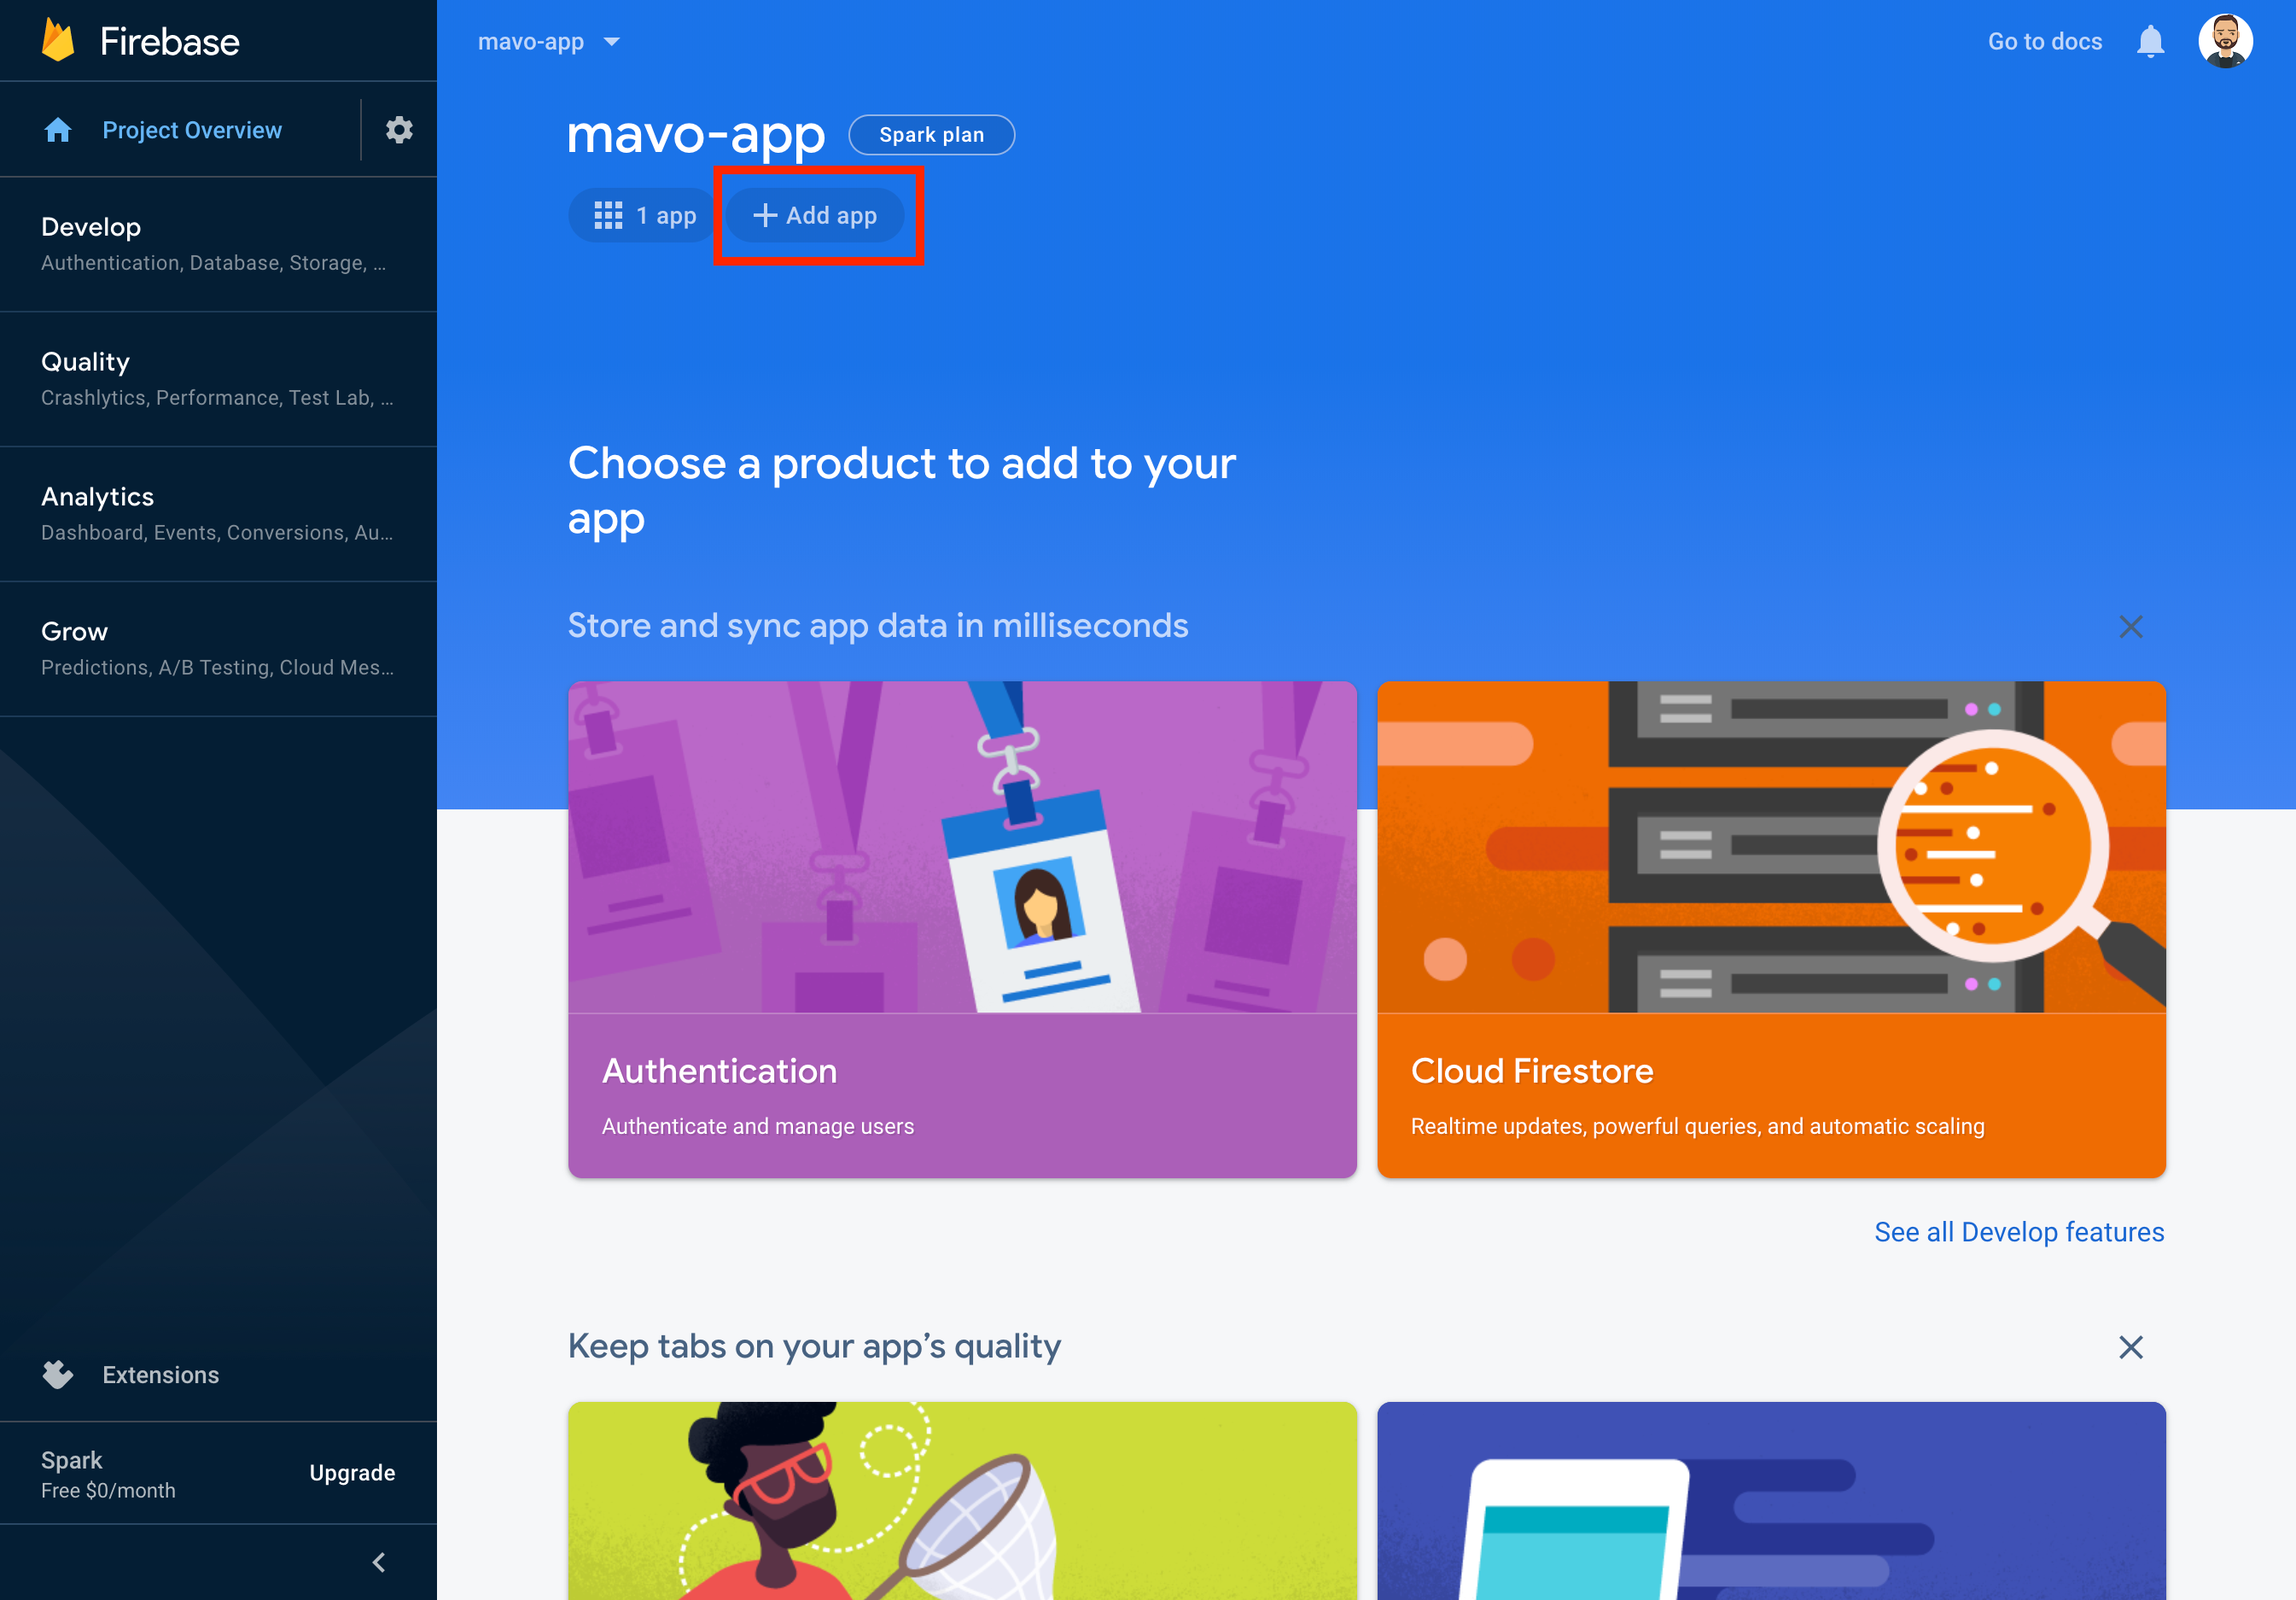 Firebase
Project Overview
Develop
Authentication, Database, Storage, ...
Quality
Crashlytics, Performance, Test Lab, ...
Analytics
Dashboard, Events, Conversions, Au...
Grow
Predictions, A/B Testing, Cloud Mes...
Extensions
Spark
Free $0/month
Upgrade
mavo-app
Go to docs
mavo-app
Spark plan
1 app
Add app
Choose a product to add to your
app
Store and sync app data in milliseconds
Authentication
Authenticate and manage users
Cloud Firestore
Realtime updates, powerful queries, and automatic scaling
See all Develop features
Keep tabs on your app’s quality